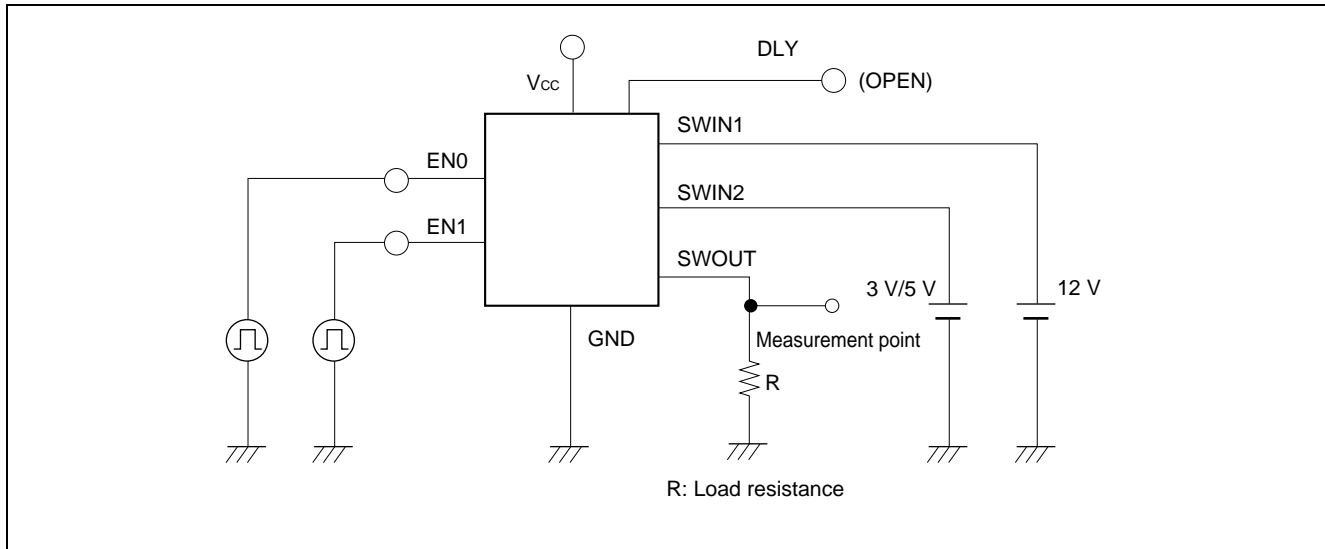 DLY
VCC
(OPEN)
SWIN1
EN0
SWIN2
EN1
SWOUT
3 V/5 V
12 V
GND
Measurement point
R
R: Load resistance